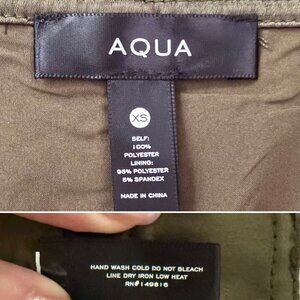 AQUA
XS
SELF:
100%
POLYESTER
LINING:
95% POLYESTER
5% SPANDEX
MADE IN CHINA
HAND WASH COLD DO NOT BLEACH
LINE DRY IRON LOW HEAT
RN#149816